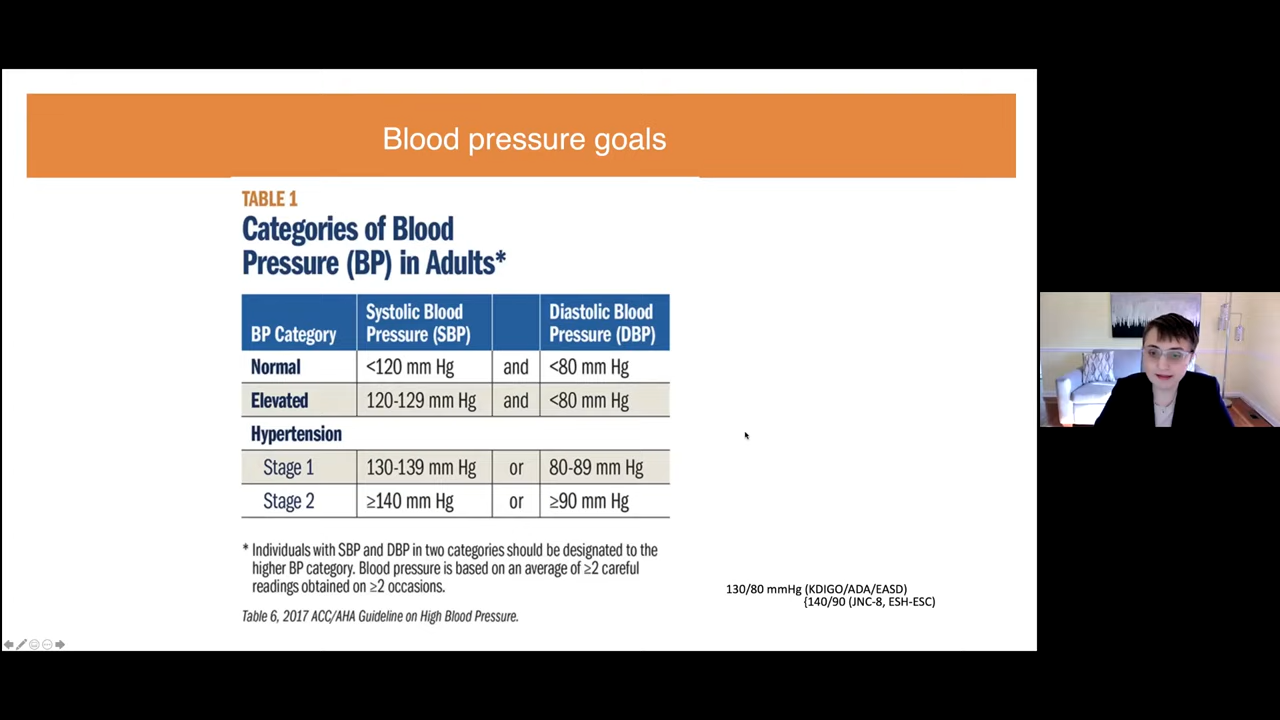 Blood pressure goals
TABLE 1
Categories of Blood
Pressure (BP) in Adults*
BP Category
Systolic Blood
Pressure (SBP)
Diastolic Blood
Pressure (DBP)
Normal <120 mm Hg and <80 mm Hg
Elevated 120-129 mm Hg and <80 mm Hg
Hypertension
Stage 1 130-139 mm Hg or 80-89 mm Hg
Stage 2 ≥140 mm Hg or ≥90 mm Hg
* Individuals with SBP and DBP in two categories should be designated to the
higher BP category. Blood pressure is based on an average of ≥2 careful
readings obtained on ≥2 occasions.
Table 6, 2017 ACC/AHA Guideline on High Blood Pressure.
130/80 mmHg (KDIGO/ADA/EASD)
{140/90 (JNC-8, ESH-ESC)